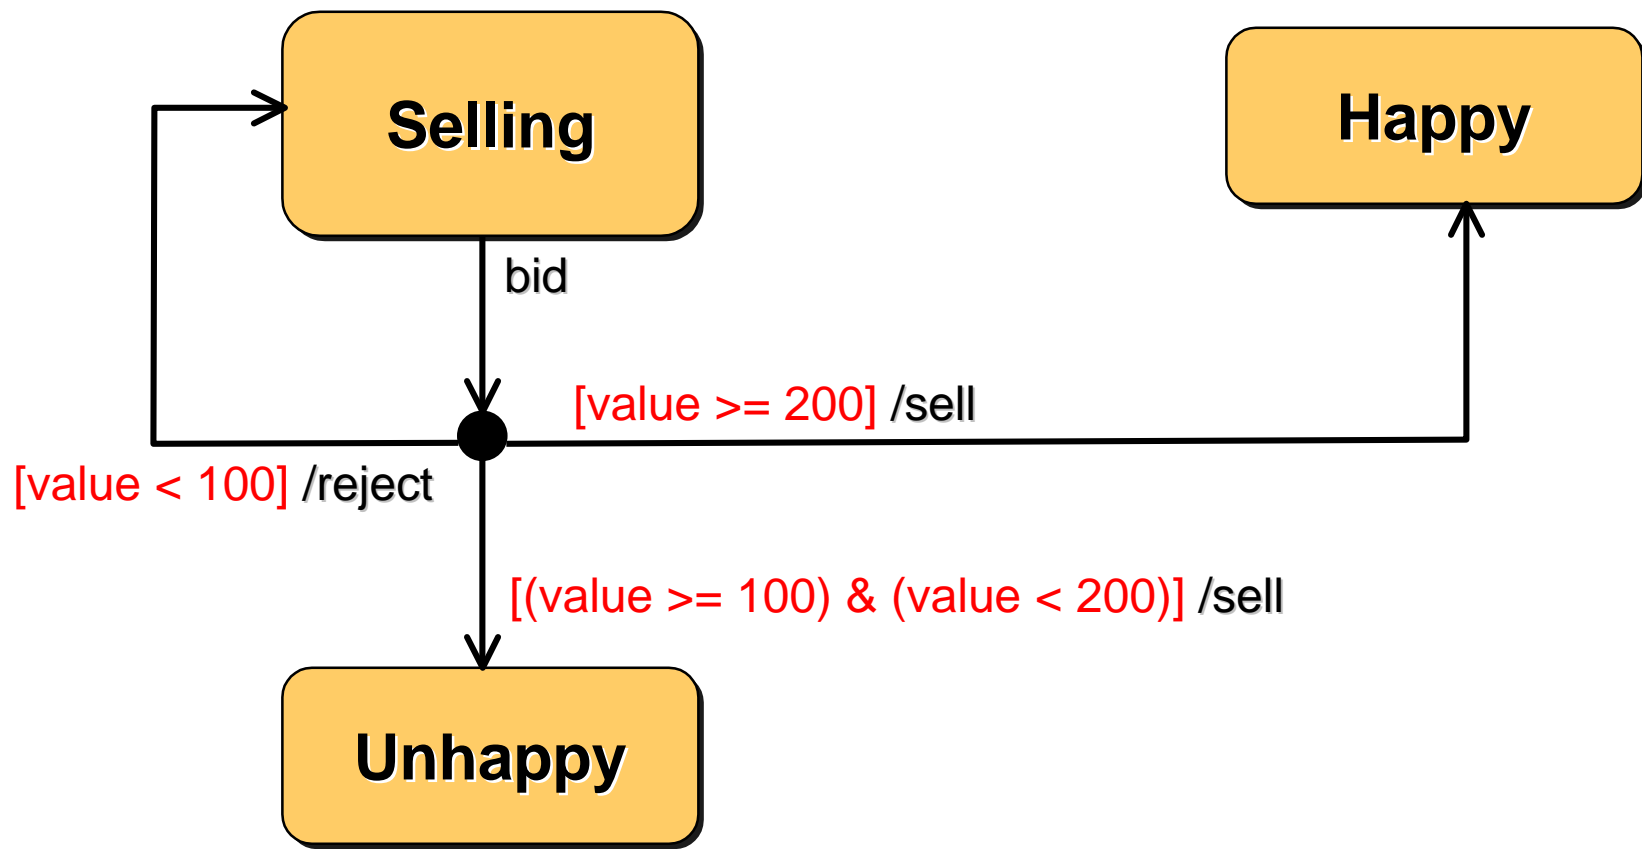 Selling
Happy
bid
[value >= 200] /sell
[value < 100] /reject
[(value >= 100) & (value < 200)] /sell
Unhappy